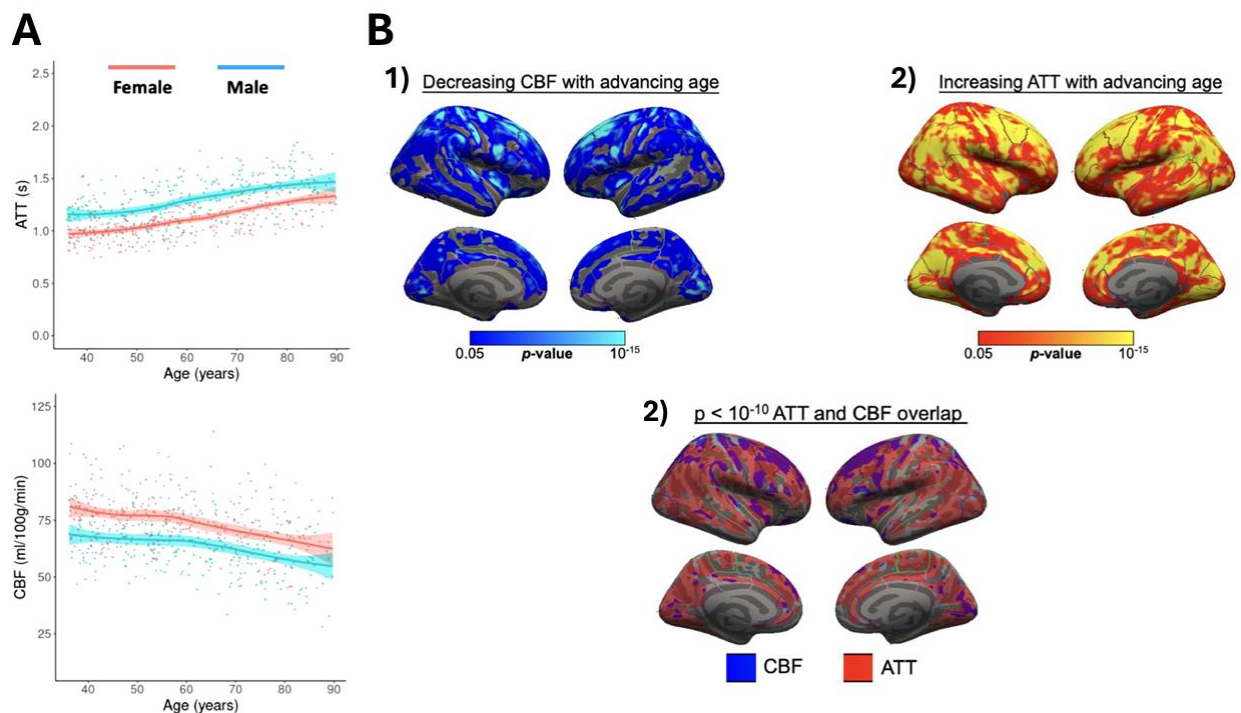 A
Female
Male
2.5
2.0
1.5
1.0
0.5
0.0
ATT (s)
40 50 60 70 80 90
Age (years)
125
100
75
50
25
CBF (ml/100g/min)
40 50 60 70 80 90
Age (years)
B
1) Decreasing CBF with advancing age
0.05 p-value 10-15
2) Increasing ATT with advancing age
0.05 p-value 10-15
2) p < 10-10 ATT and CBF overlap
CBF
ATT